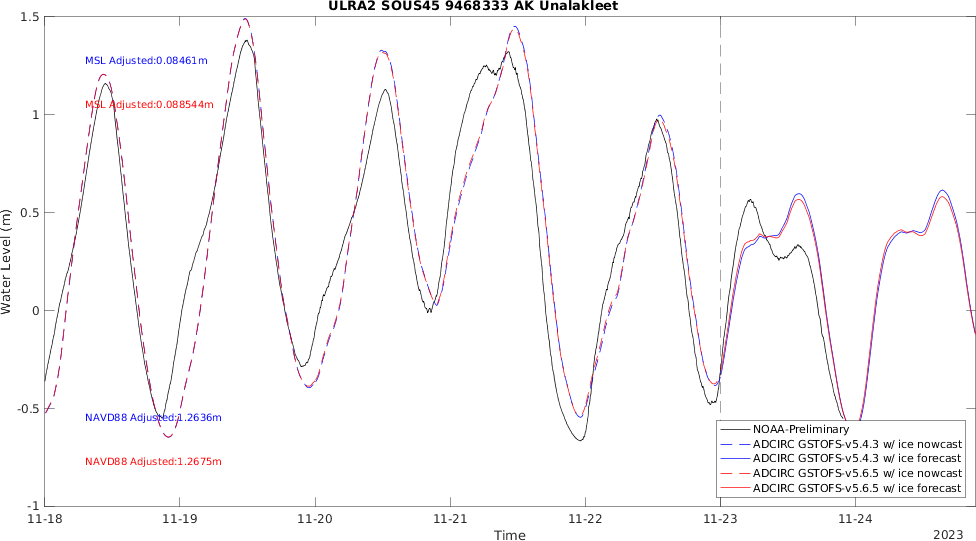 ULRA2 SOUS45 9468333 AK Unalakleet
Water Level (m)
1.5
1
0.5
0
-0.5
-1
MSL Adjusted:0.08461m
MSL Adjusted:0.088544m
NAVD88 Adjusted:1.2636m
NAVD88 Adjusted:1.2675m
NOAA-Preliminary
ADCIRC GSTOFS-v5.4.3 w/ ice nowcast
ADCIRC GSTOFS-v5.4.3 w/ ice forecast
ADCIRC GSTOFS-v5.6.5 w/ ice nowcast
ADCIRC GSTOFS-v5.6.5 w/ ice forecast
11-18 11-19 11-20 11-21 11-22 11-23 11-24
Time
2023